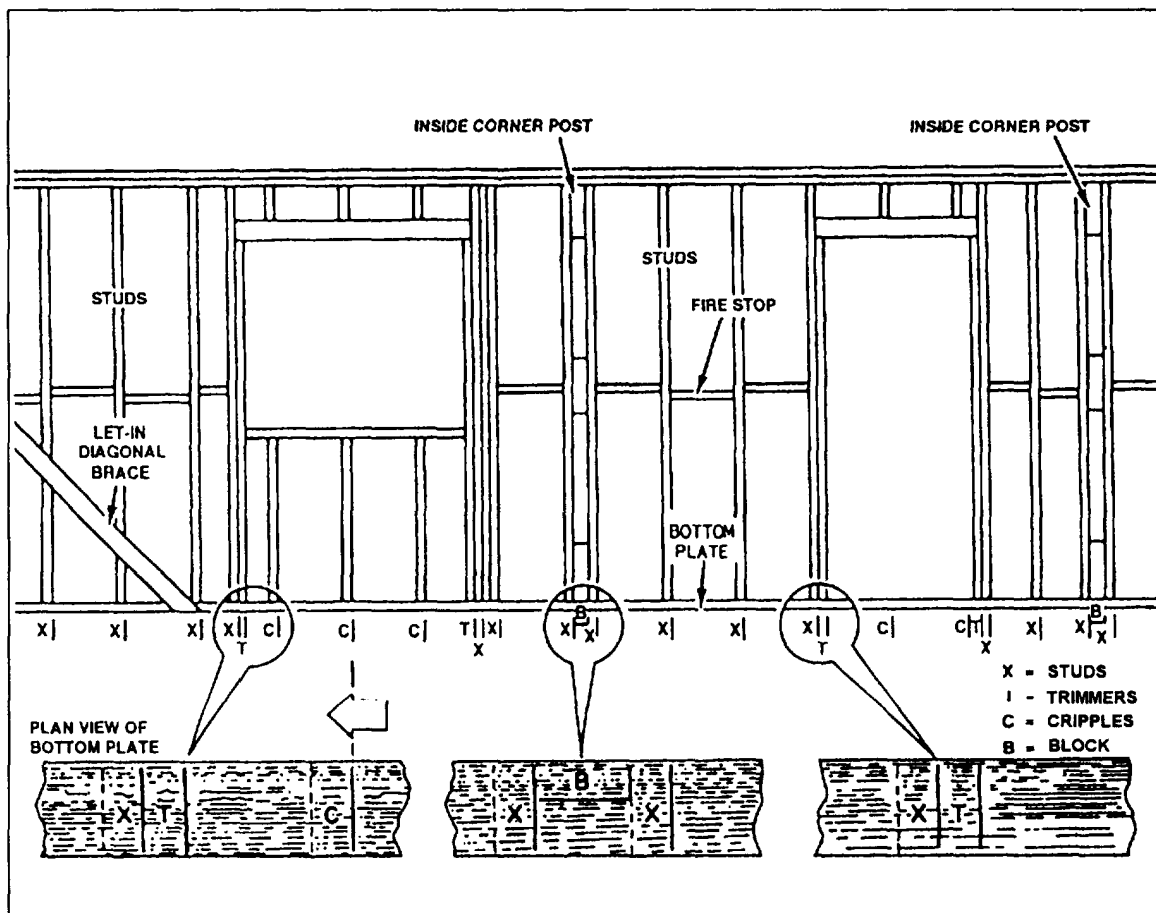 INSIDE CORNER POST
INSIDE CORNER POST
STUDS
STUDS
FIRE STOP
LET-IN
DIAGONAL
BRACE
BOTTOM
PLATE
X| X| X| X|| T C| C| C| T||X| X X| B X| X| X| X|| T C| C|T|| X X| X| B X|
X = STUDS
I - TRIMMERS
C = CRIPPLES
B = BLOCK
PLAN VIEW OF
BOTTOM PLATE
X T C
X B X
X T